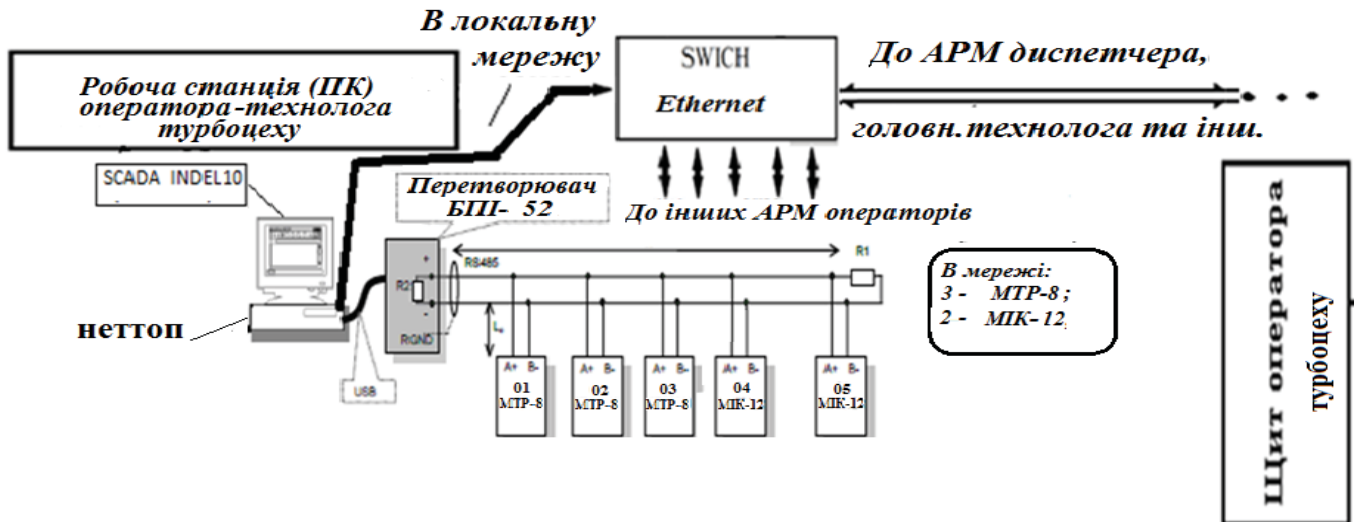 В локальну
мережу
SWICH
Ethernet
До АРМ диспетчера,
головн.технолога та інш.
Робоча станція (ПК)
оператора-технолога
турбоцеху
SCADA INDEL10
Перетворювач
БПІ- 52
До інших АРМ операторів
RS485
R1
+
R2
-
RIGND
L
неттоп
USB
В мережі:
3 - МТР-8 ;
2 - МІК-12,
A+ B-
01
МТР-8
A+ B-
02
МТР-8
A+ B-
03
МТР-8
A+ B-
04
МІК-12
A+ B-
05
МІК-12
Щит оператора
турбоцеху